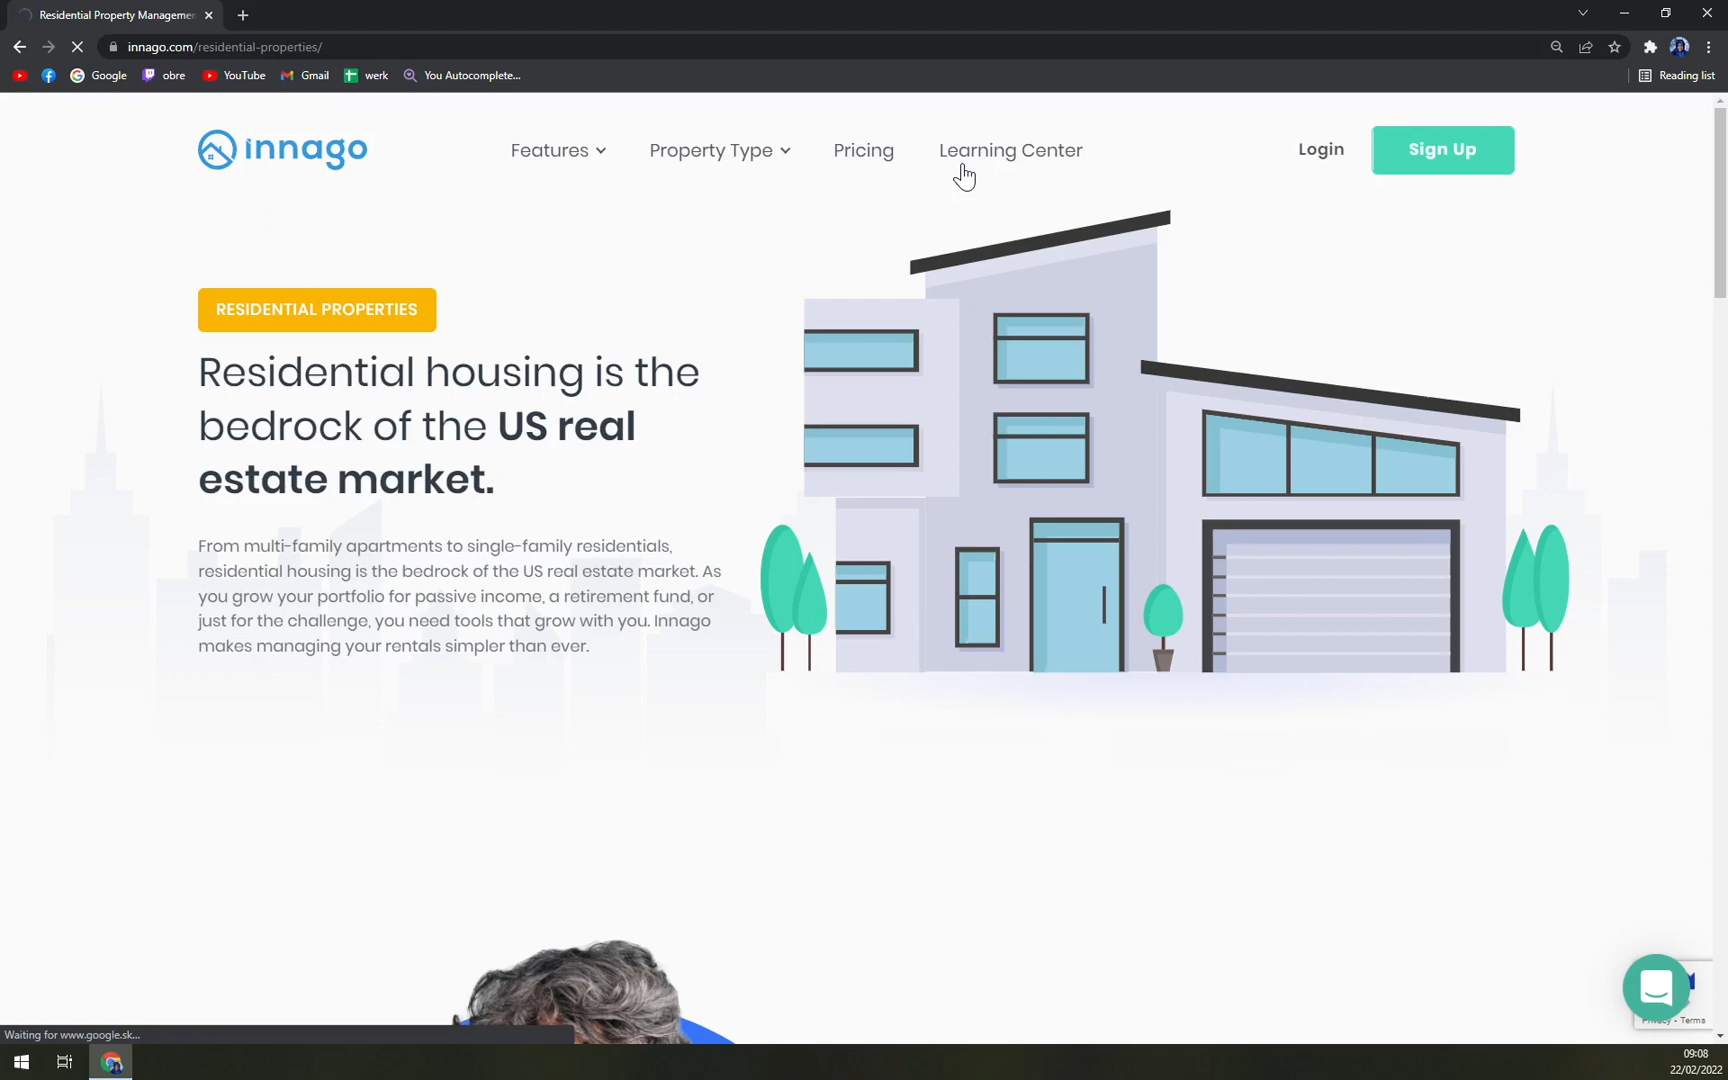 Residential Property Managemen
innago.com/residential-properties/
Google
obre
YouTube
Gmail
werk
You Autocomplete...
Reading list
innago
Features
Property Type
Pricing
Learning Center
Login
Sign Up
RESIDENTIAL PROPERTIES
Residential housing is the
bedrock of the US real
estate market.
From multi-family apartments to single-family residentials,
residential housing is the bedrock of the US real estate market. As
you grow your portfolio for passive income, a retirement fund, or
just for the challenge, you need tools that grow with you. Innago
makes managing your rentals simpler than ever.
Privacy - Terms
Waiting for www.google.sk...
09:08
22/02/2022